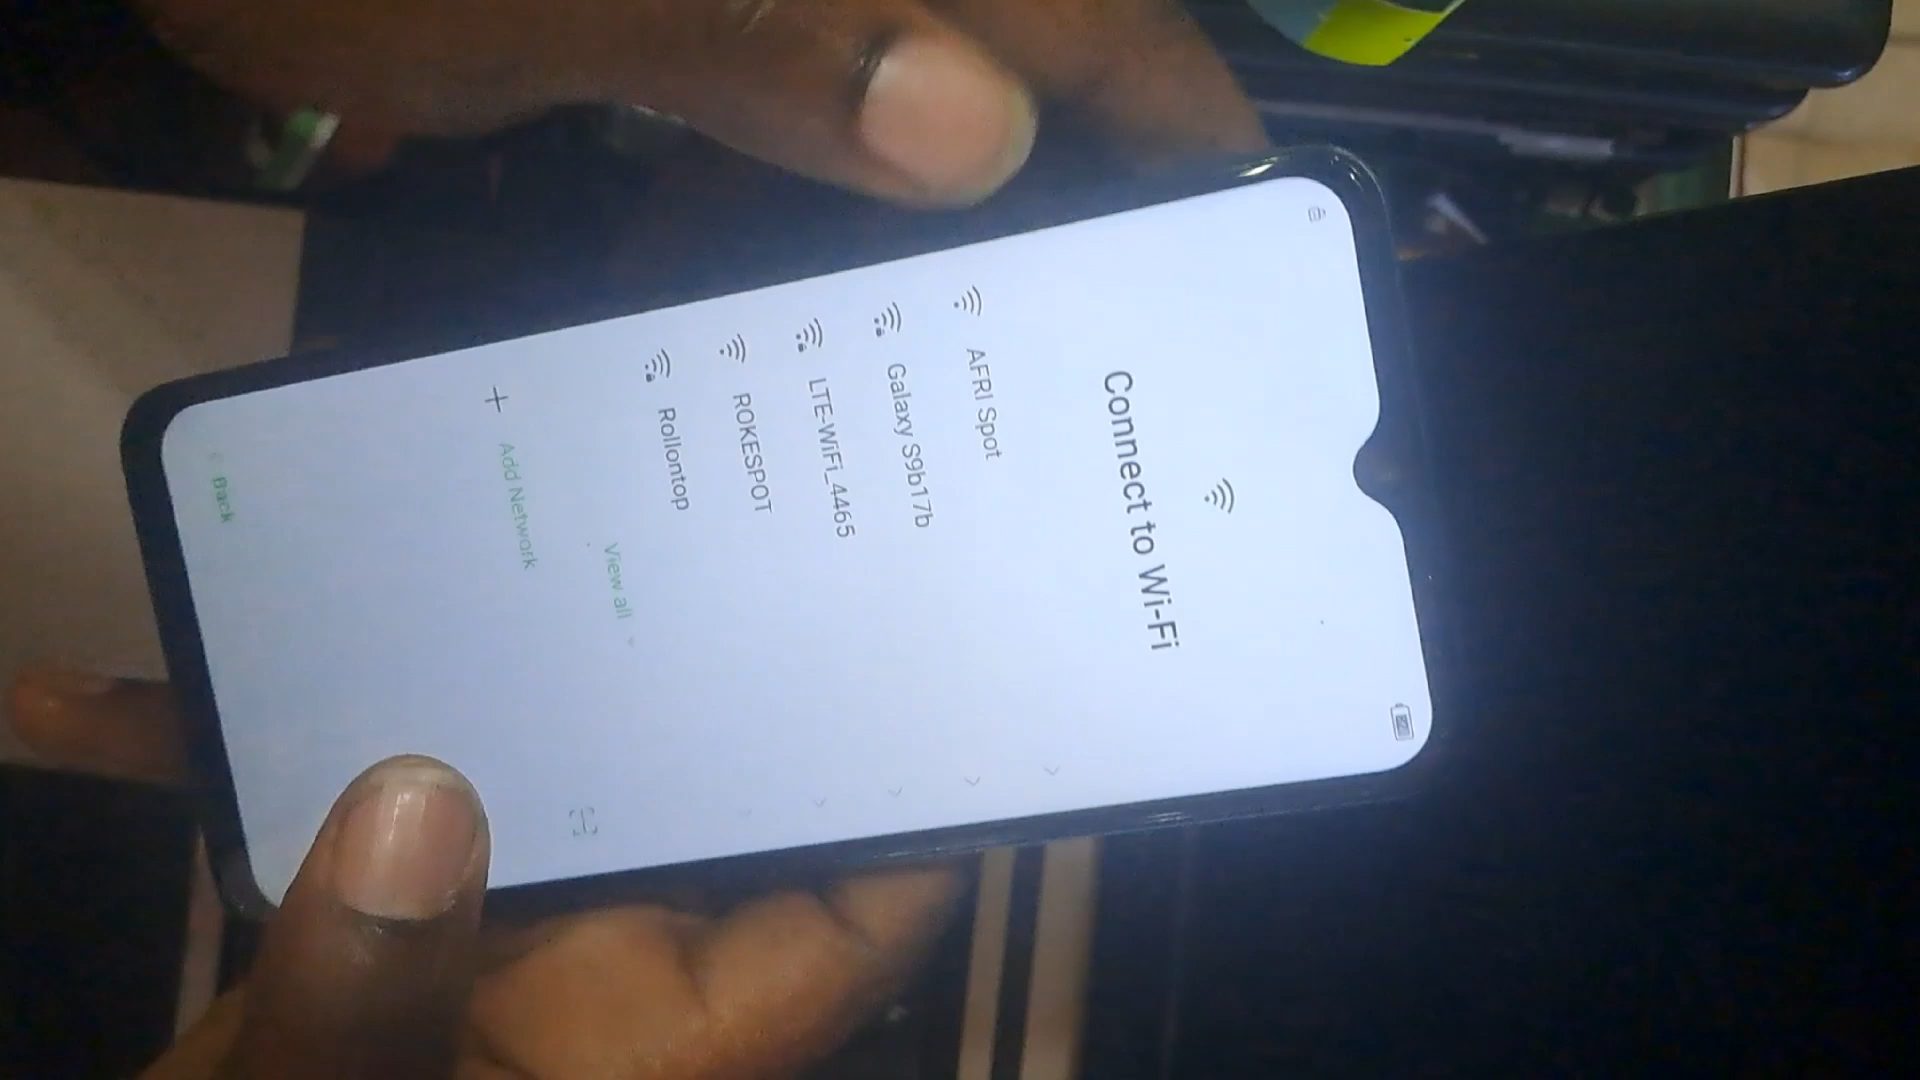 Connect to Wi-Fi
AFRI Spot
Galaxy S9b17b
LTE-WiFi_4465
ROKESPOT
Rollontop
View all
Add Network
Back